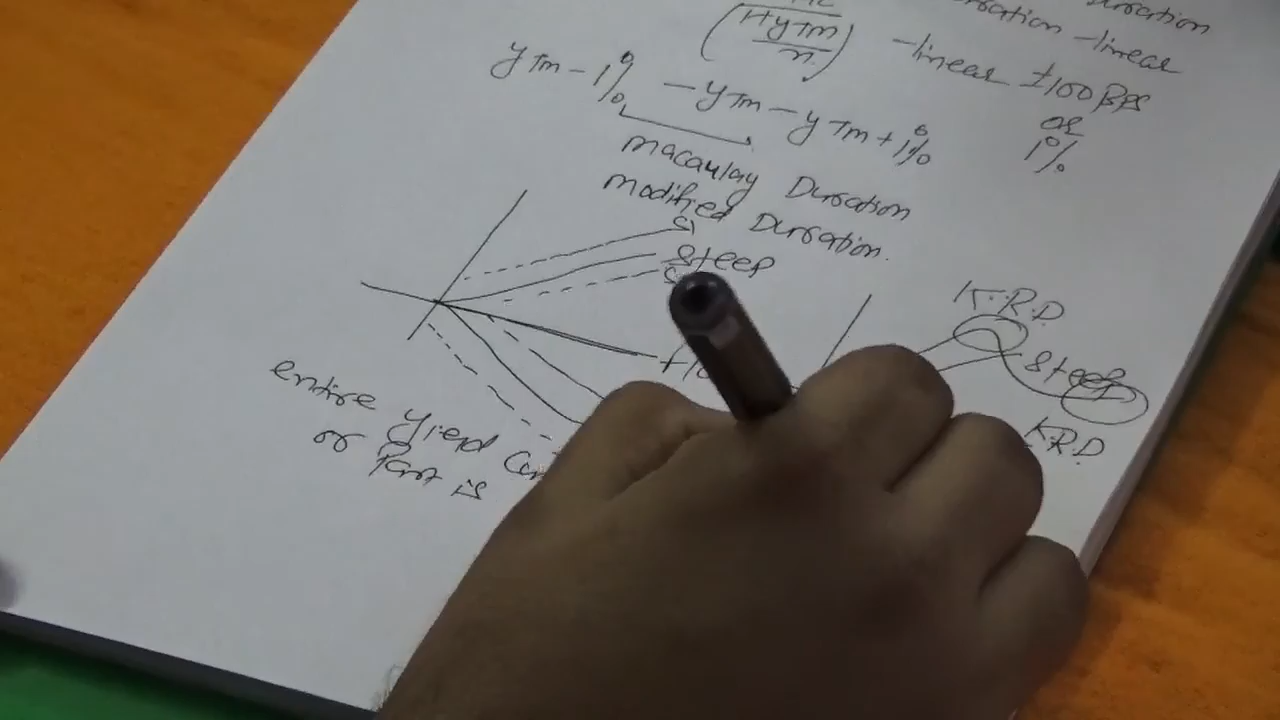 -linear
-linear ±100 BPS
or
1%
1+YTM
n
YTM-1% -YTM-YTM+1%
macaulay Duration
modified Duration.
Steep
K.R.D
Steep
K.R.D
entire Yield
or Part is